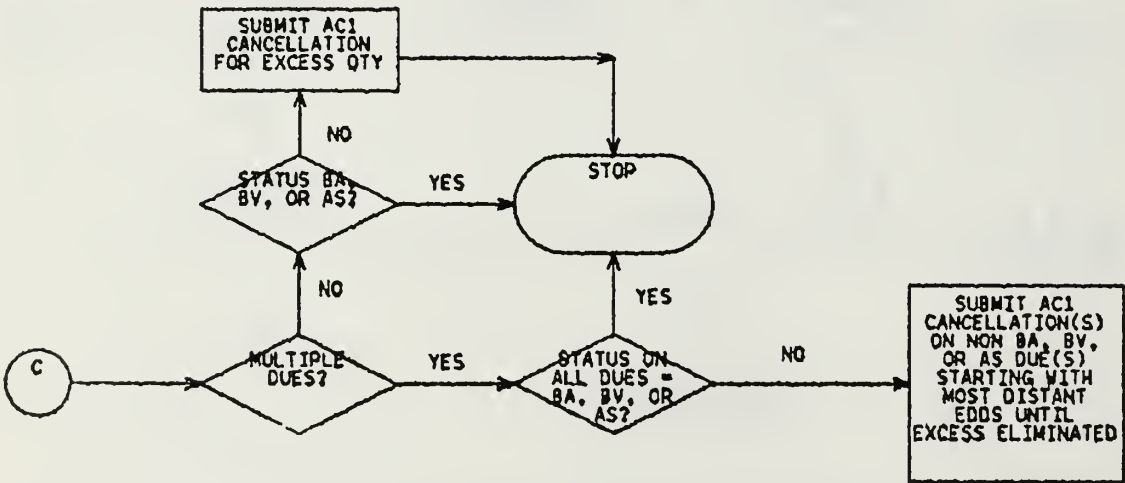 SUBMIT AC1
CANCELLATION
FOR EXCESS QTY
NO
STATUS BA,
BV, OR AS?
YES
STOP
NO
YES
C
MULTIPLE
DUES?
YES
STATUS ON
ALL DUES =
BA, BV, OR
AS?
NO
SUBMIT AC1
CANCELLATION(S)
ON NON BA, BV,
OR AS DUE(S)
STARTING WITH
MOST DISTANT
EDDS UNTIL
EXCESS ELIMINATED